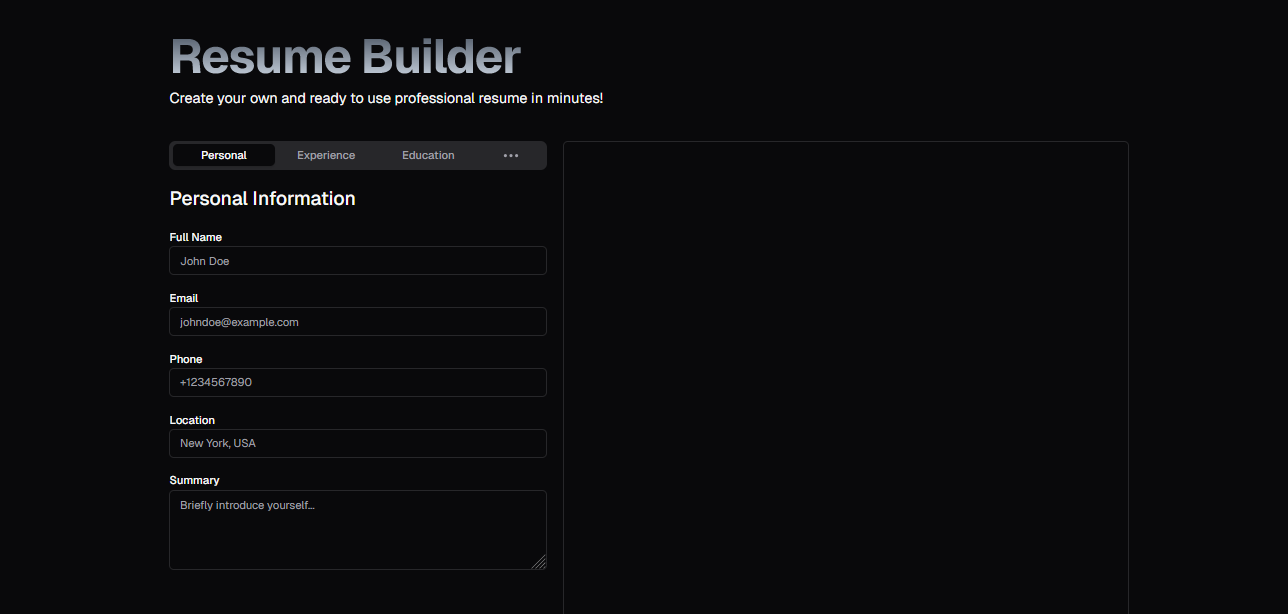 Resume Builder
Create your own and ready to use professional resume in minutes!
Personal Experience Education •••
Personal Information
Full Name
John Doe
Email
johndoe@example.com
Phone
+1234567890
Location
New York, USA
Summary
Briefly introduce yourself...